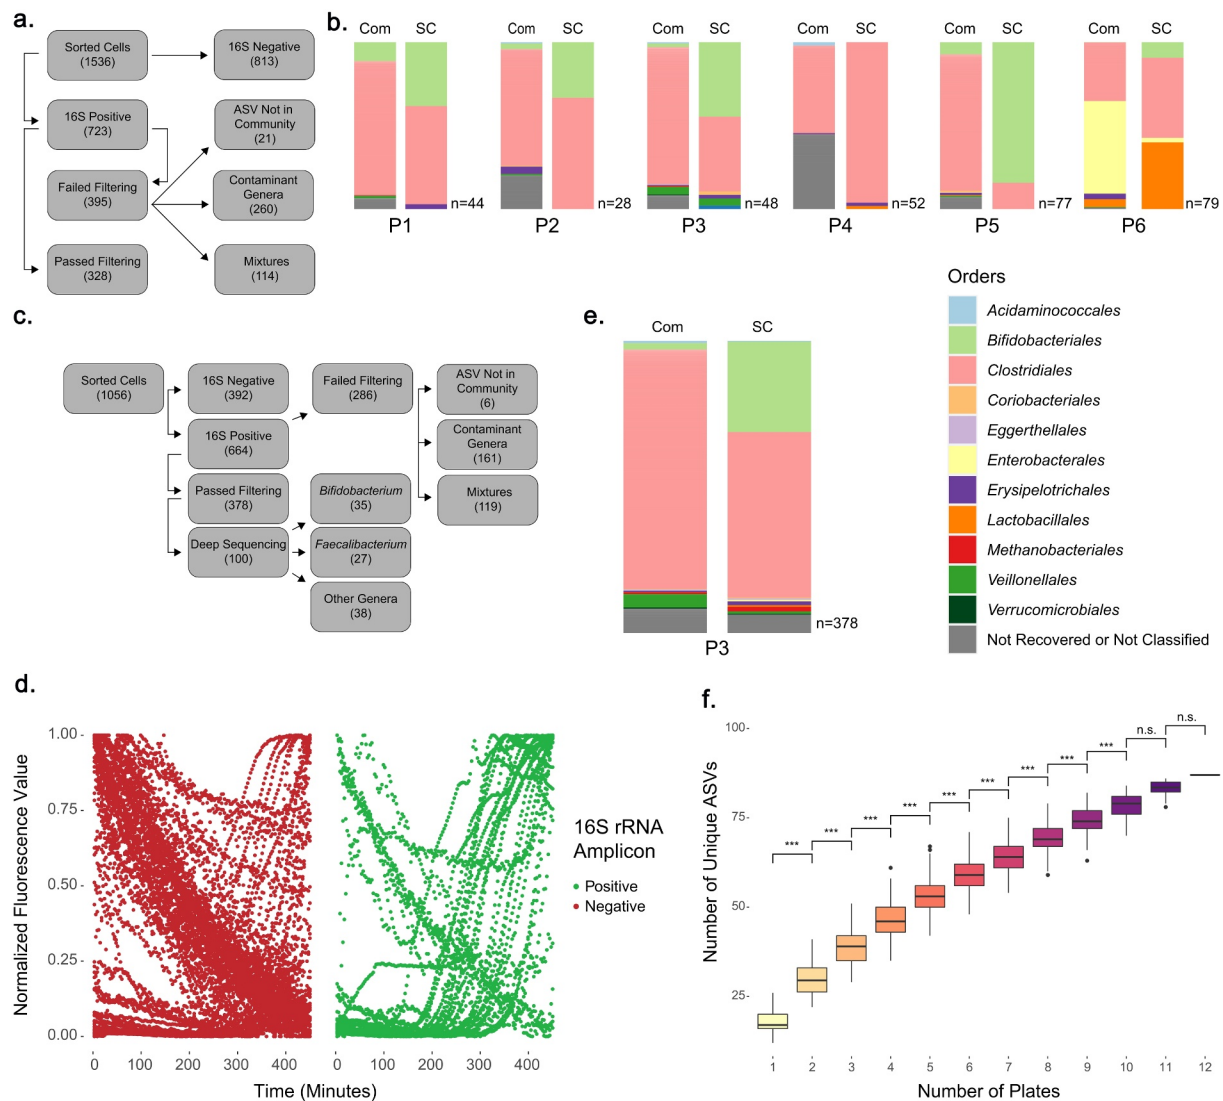 a.
Sorted Cells
(1536)
16S Negative
(813)
16S Positive
(723)
ASV Not in
Community
(21)
Failed Filtering
(395)
Contaminant
Genera
(260)
Passed Filtering
(328)
Mixtures
(114)
b.
Com SC
n=44
P1
Com SC
n=28
P2
Com SC
n=48
P3
Com SC
n=52
P4
Com SC
n=77
P5
Com SC
n=79
P6
c.
Sorted Cells
(1056)
16S Negative
(392)
Failed Filtering
(286)
ASV Not in
Community
(6)
16S Positive
(664)
Contaminant
Genera
(161)
Passed Filtering
(378)
Bifidobacterium
(35)
Mixtures
(119)
Deep Sequencing
(100)
Faecalibacterium
(27)
Other Genera
(38)
e.
Com SC
n=378
P3
Orders
Acidaminococcales
Bifidobacteriales
Clostridiales
Coriobacteriales
Eggerthellales
Enterobacterales
Erysipelotrichales
Lactobacillales
Methanobacteriales
Veillonellales
Verrucomicrobiales
Not Recovered or Not Classified
d.
Normalized Fluorescence Value
1.00
0.75
0.50
0.25
0.00
0 100 200 300 400
0 100 200 300 400
Time (Minutes)
16S rRNA
Amplicon
Positive
Negative
f.
Number of Unique ASVs
100
75
50
25
*** *** *** *** *** *** *** *** *** n.s. n.s.
1 2 3 4 5 6 7 8 9 10 11 12
Number of Plates